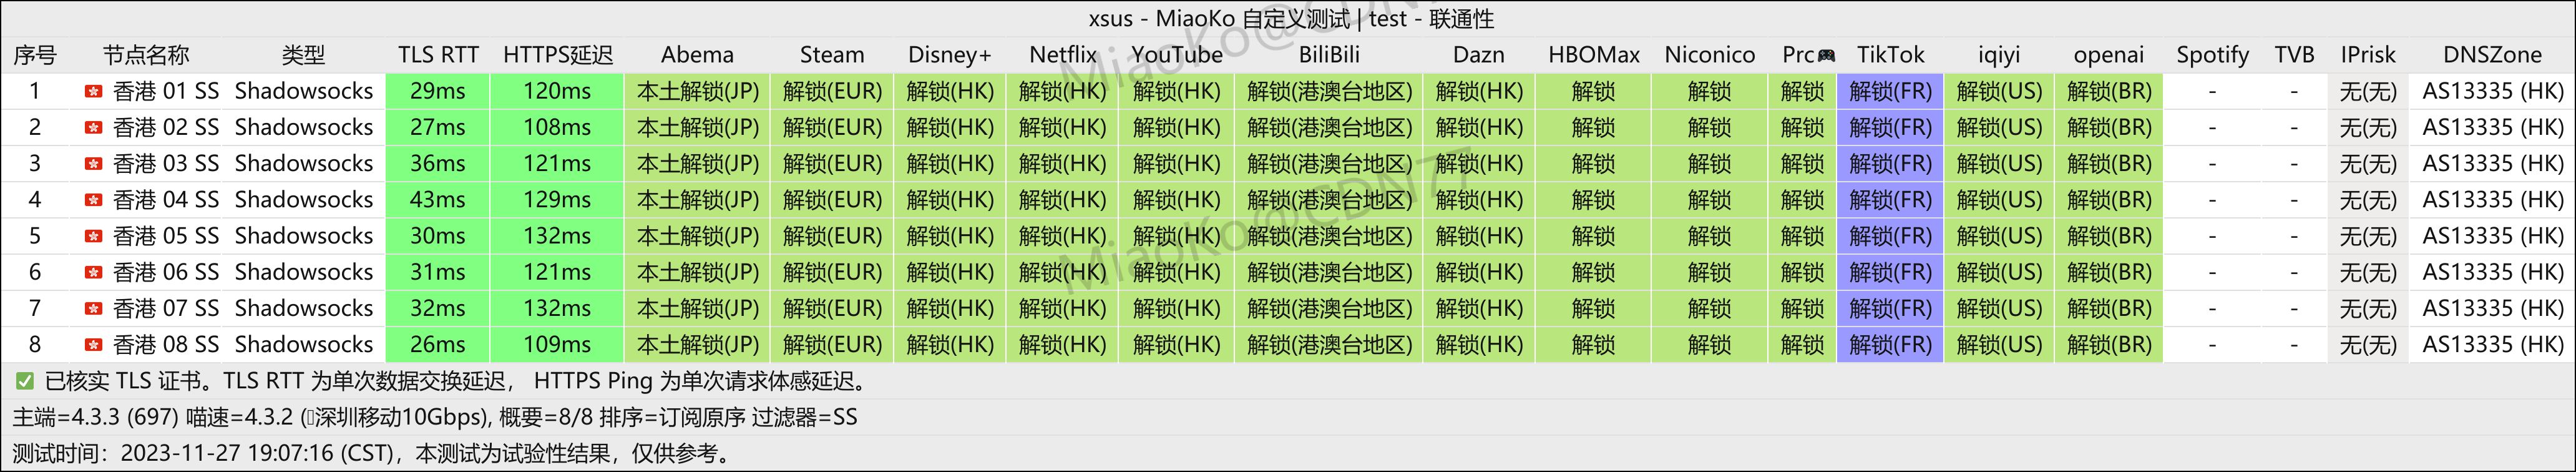 xsus - MiaoKo 自定义测试 | test - 联通性
序号 节点名称 类型 TLS RTT HTTPS延迟 Abema Steam Disney+ Netflix YouTube BiliBili Dazn HBOMax Niconico Prc🎮 TikTok iqiyi openai Spotify TVB IPrisk DNSZone
1 🇭🇰 香港 01 SS Shadowsocks 29ms 120ms 本土解锁(JP) 解锁(EUR) 解锁(HK) 解锁(HK) 解锁(HK) 解锁(港澳台地区) 解锁(HK) 解锁 解锁 解锁 解锁(FR) 解锁(US) 解锁(BR) - - 无(无) AS13335 (HK)
2 🇭🇰 香港 02 SS Shadowsocks 27ms 108ms 本土解锁(JP) 解锁(EUR) 解锁(HK) 解锁(HK) 解锁(HK) 解锁(港澳台地区) 解锁(HK) 解锁 解锁 解锁 解锁(FR) 解锁(US) 解锁(BR) - - 无(无) AS13335 (HK)
3 🇭🇰 香港 03 SS Shadowsocks 36ms 121ms 本土解锁(JP) 解锁(EUR) 解锁(HK) 解锁(HK) 解锁(HK) 解锁(港澳台地区) 解锁(HK) 解锁 解锁 解锁 解锁(FR) 解锁(US) 解锁(BR) - - 无(无) AS13335 (HK)
4 🇭🇰 香港 04 SS Shadowsocks 43ms 129ms 本土解锁(JP) 解锁(EUR) 解锁(HK) 解锁(HK) 解锁(HK) 解锁(港澳台地区) 解锁(HK) 解锁 解锁 解锁 解锁(FR) 解锁(US) 解锁(BR) - - 无(无) AS13335 (HK)
5 🇭🇰 香港 05 SS Shadowsocks 30ms 132ms 本土解锁(JP) 解锁(EUR) 解锁(HK) 解锁(HK) 解锁(HK) 解锁(港澳台地区) 解锁(HK) 解锁 解锁 解锁 解锁(FR) 解锁(US) 解锁(BR) - - 无(无) AS13335 (HK)
6 🇭🇰 香港 06 SS Shadowsocks 31ms 121ms 本土解锁(JP) 解锁(EUR) 解锁(HK) 解锁(HK) 解锁(HK) 解锁(港澳台地区) 解锁(HK) 解锁 解锁 解锁 解锁(FR) 解锁(US) 解锁(BR) - - 无(无) AS13335 (HK)
7 🇭🇰 香港 07 SS Shadowsocks 32ms 132ms 本土解锁(JP) 解锁(EUR) 解锁(HK) 解锁(HK) 解锁(HK) 解锁(港澳台地区) 解锁(HK) 解锁 解锁 解锁 解锁(FR) 解锁(US) 解锁(BR) - - 无(无) AS13335 (HK)
8 🇭🇰 香港 08 SS Shadowsocks 26ms 109ms 本土解锁(JP) 解锁(EUR) 解锁(HK) 解锁(HK) 解锁(HK) 解锁(港澳台地区) 解锁(HK) 解锁 解锁 解锁 解锁(FR) 解锁(US) 解锁(BR) - - 无(无) AS13335 (HK)
✅ 已核实 TLS 证书。TLS RTT 为单次数据交换延迟， HTTPS Ping 为单次请求体感延迟。
主端=4.3.3 (697) 喵速=4.3.2 (▯深圳移动10Gbps), 概要=8/8 排序=订阅原序 过滤器=SS
测试时间：2023-11-27 19:07:16 (CST)，本测试为试验性结果，仅供参考。
MiaoKo@CDN
MiaoKo@CDN77